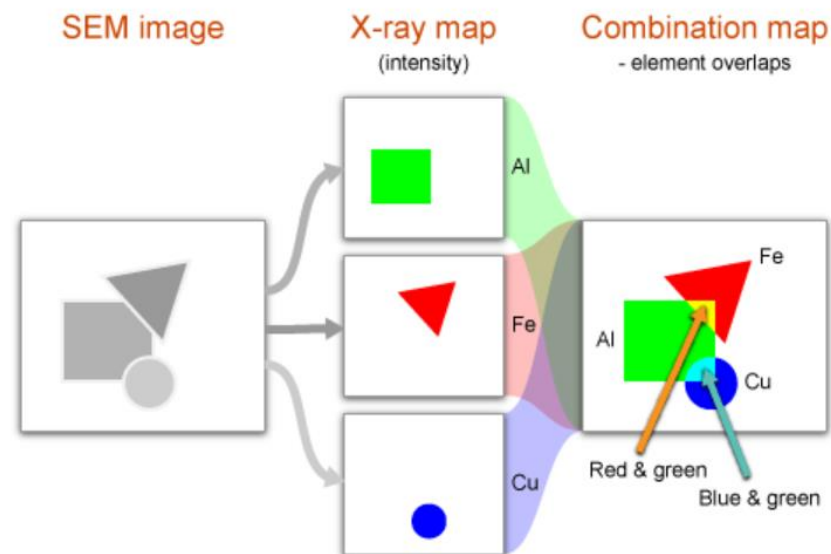 SEM image
X-ray map
(intensity)
Combination map
- element overlaps
Al
Fe
Cu
Fe
Al
Cu
Red & green
Blue & green